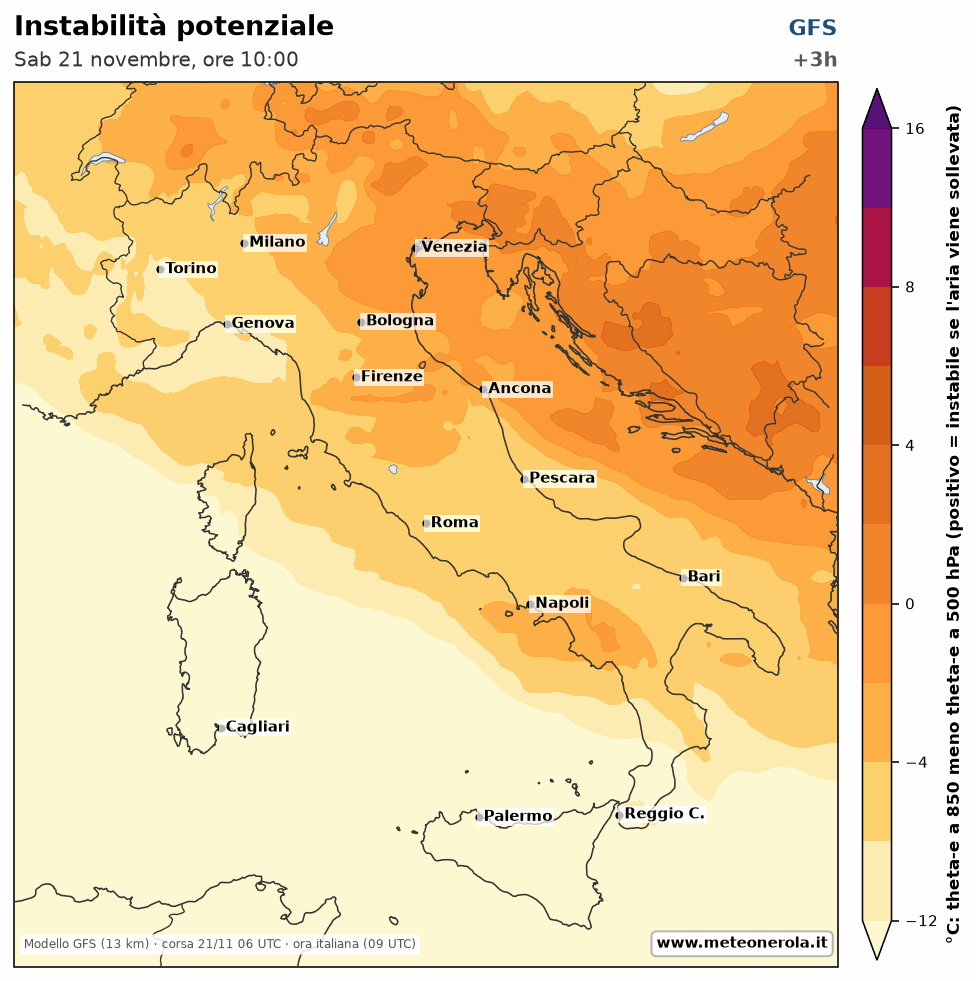 Instabilità potenziale
GFS
Sab 21 novembre, ore 10:00
+3h
Milano
Venezia
Torino
Genova
Bologna
Firenze
Ancona
Pescara
Roma
Bari
Napoli
Cagliari
Palermo
Reggio C.
Modello GFS (13 km) · corsa 21/11 06 UTC · ora italiana (09 UTC)
www.meteonerola.it
16
8
4
0
−4
−12
°C: theta-e a 850 meno theta-e a 500 hPa (positivo = instabile se l'aria viene sollevata)